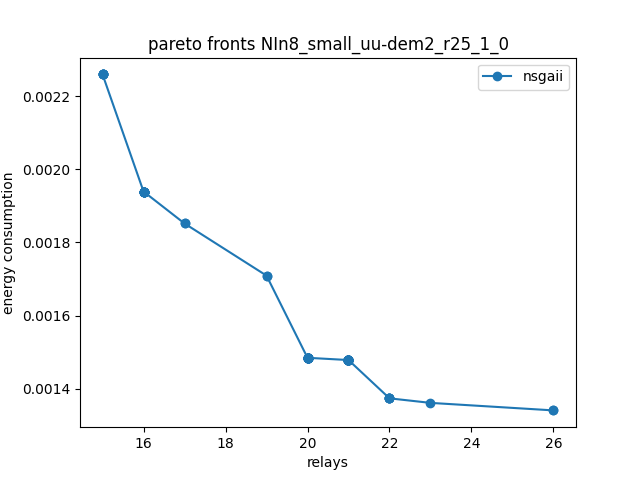 pareto fronts NIn8_small_uu-dem2_r25_1_0
nsgaii
energy consumption
0.0022
0.0020
0.0018
0.0016
0.0014
16 18 20 22 24 26
relays